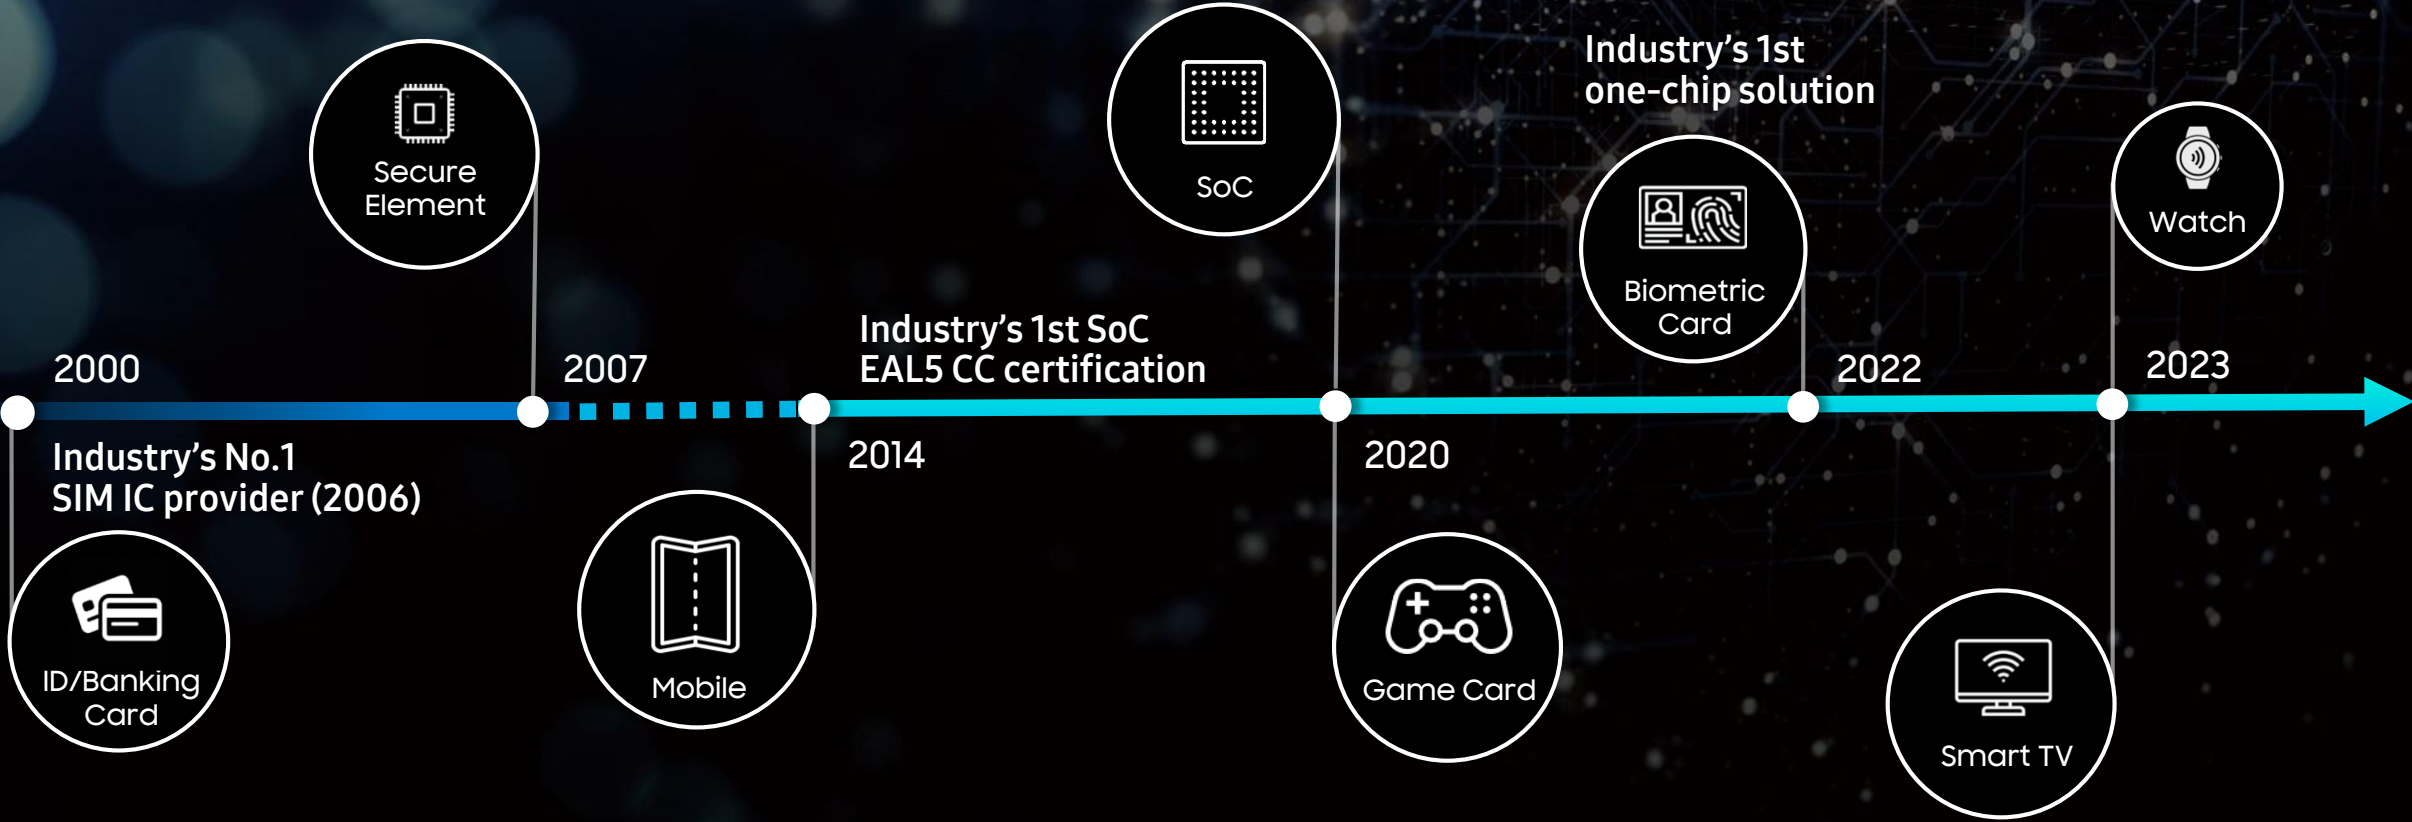 2000
Industry's No.1
SIM IC provider (2006)
ID/Banking
Card
Secure
Element
2007
Mobile
2014
Industry's 1st SoC
EAL5 CC certification
SoC
2020
Game Card
Industry's 1st
one-chip solution
Biometric
Card
2022
Watch
2023
Smart TV